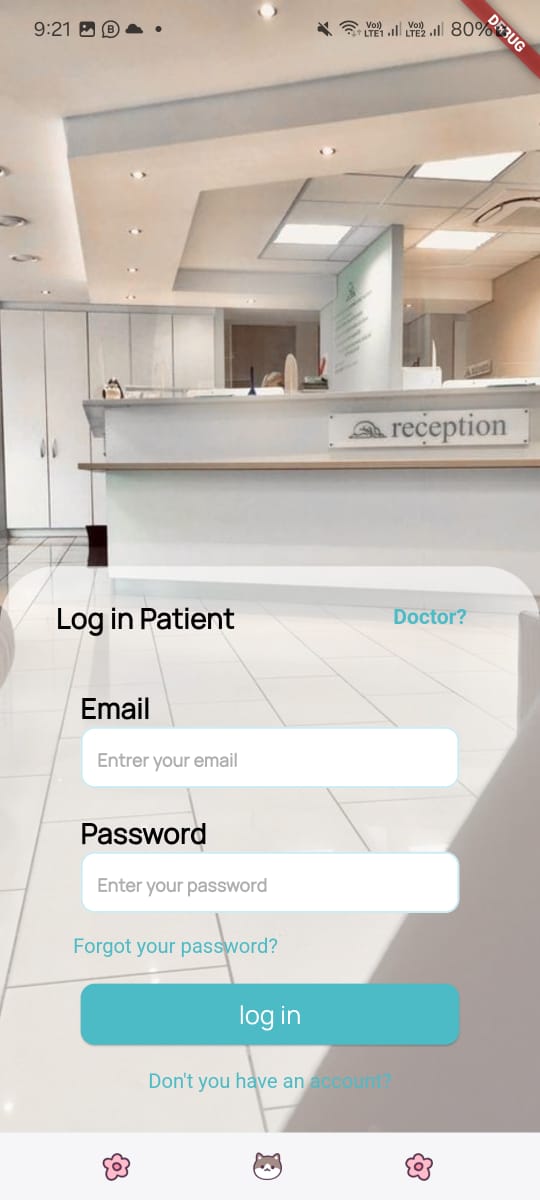 9:21
B
Vo)) LTE1
Vo)) LTE2
80%
DEBUG
reception
Log in Patient
Doctor?
Email
Entrer your email
Password
Enter your password
Forgot your password?
log in
Don't you have an account?